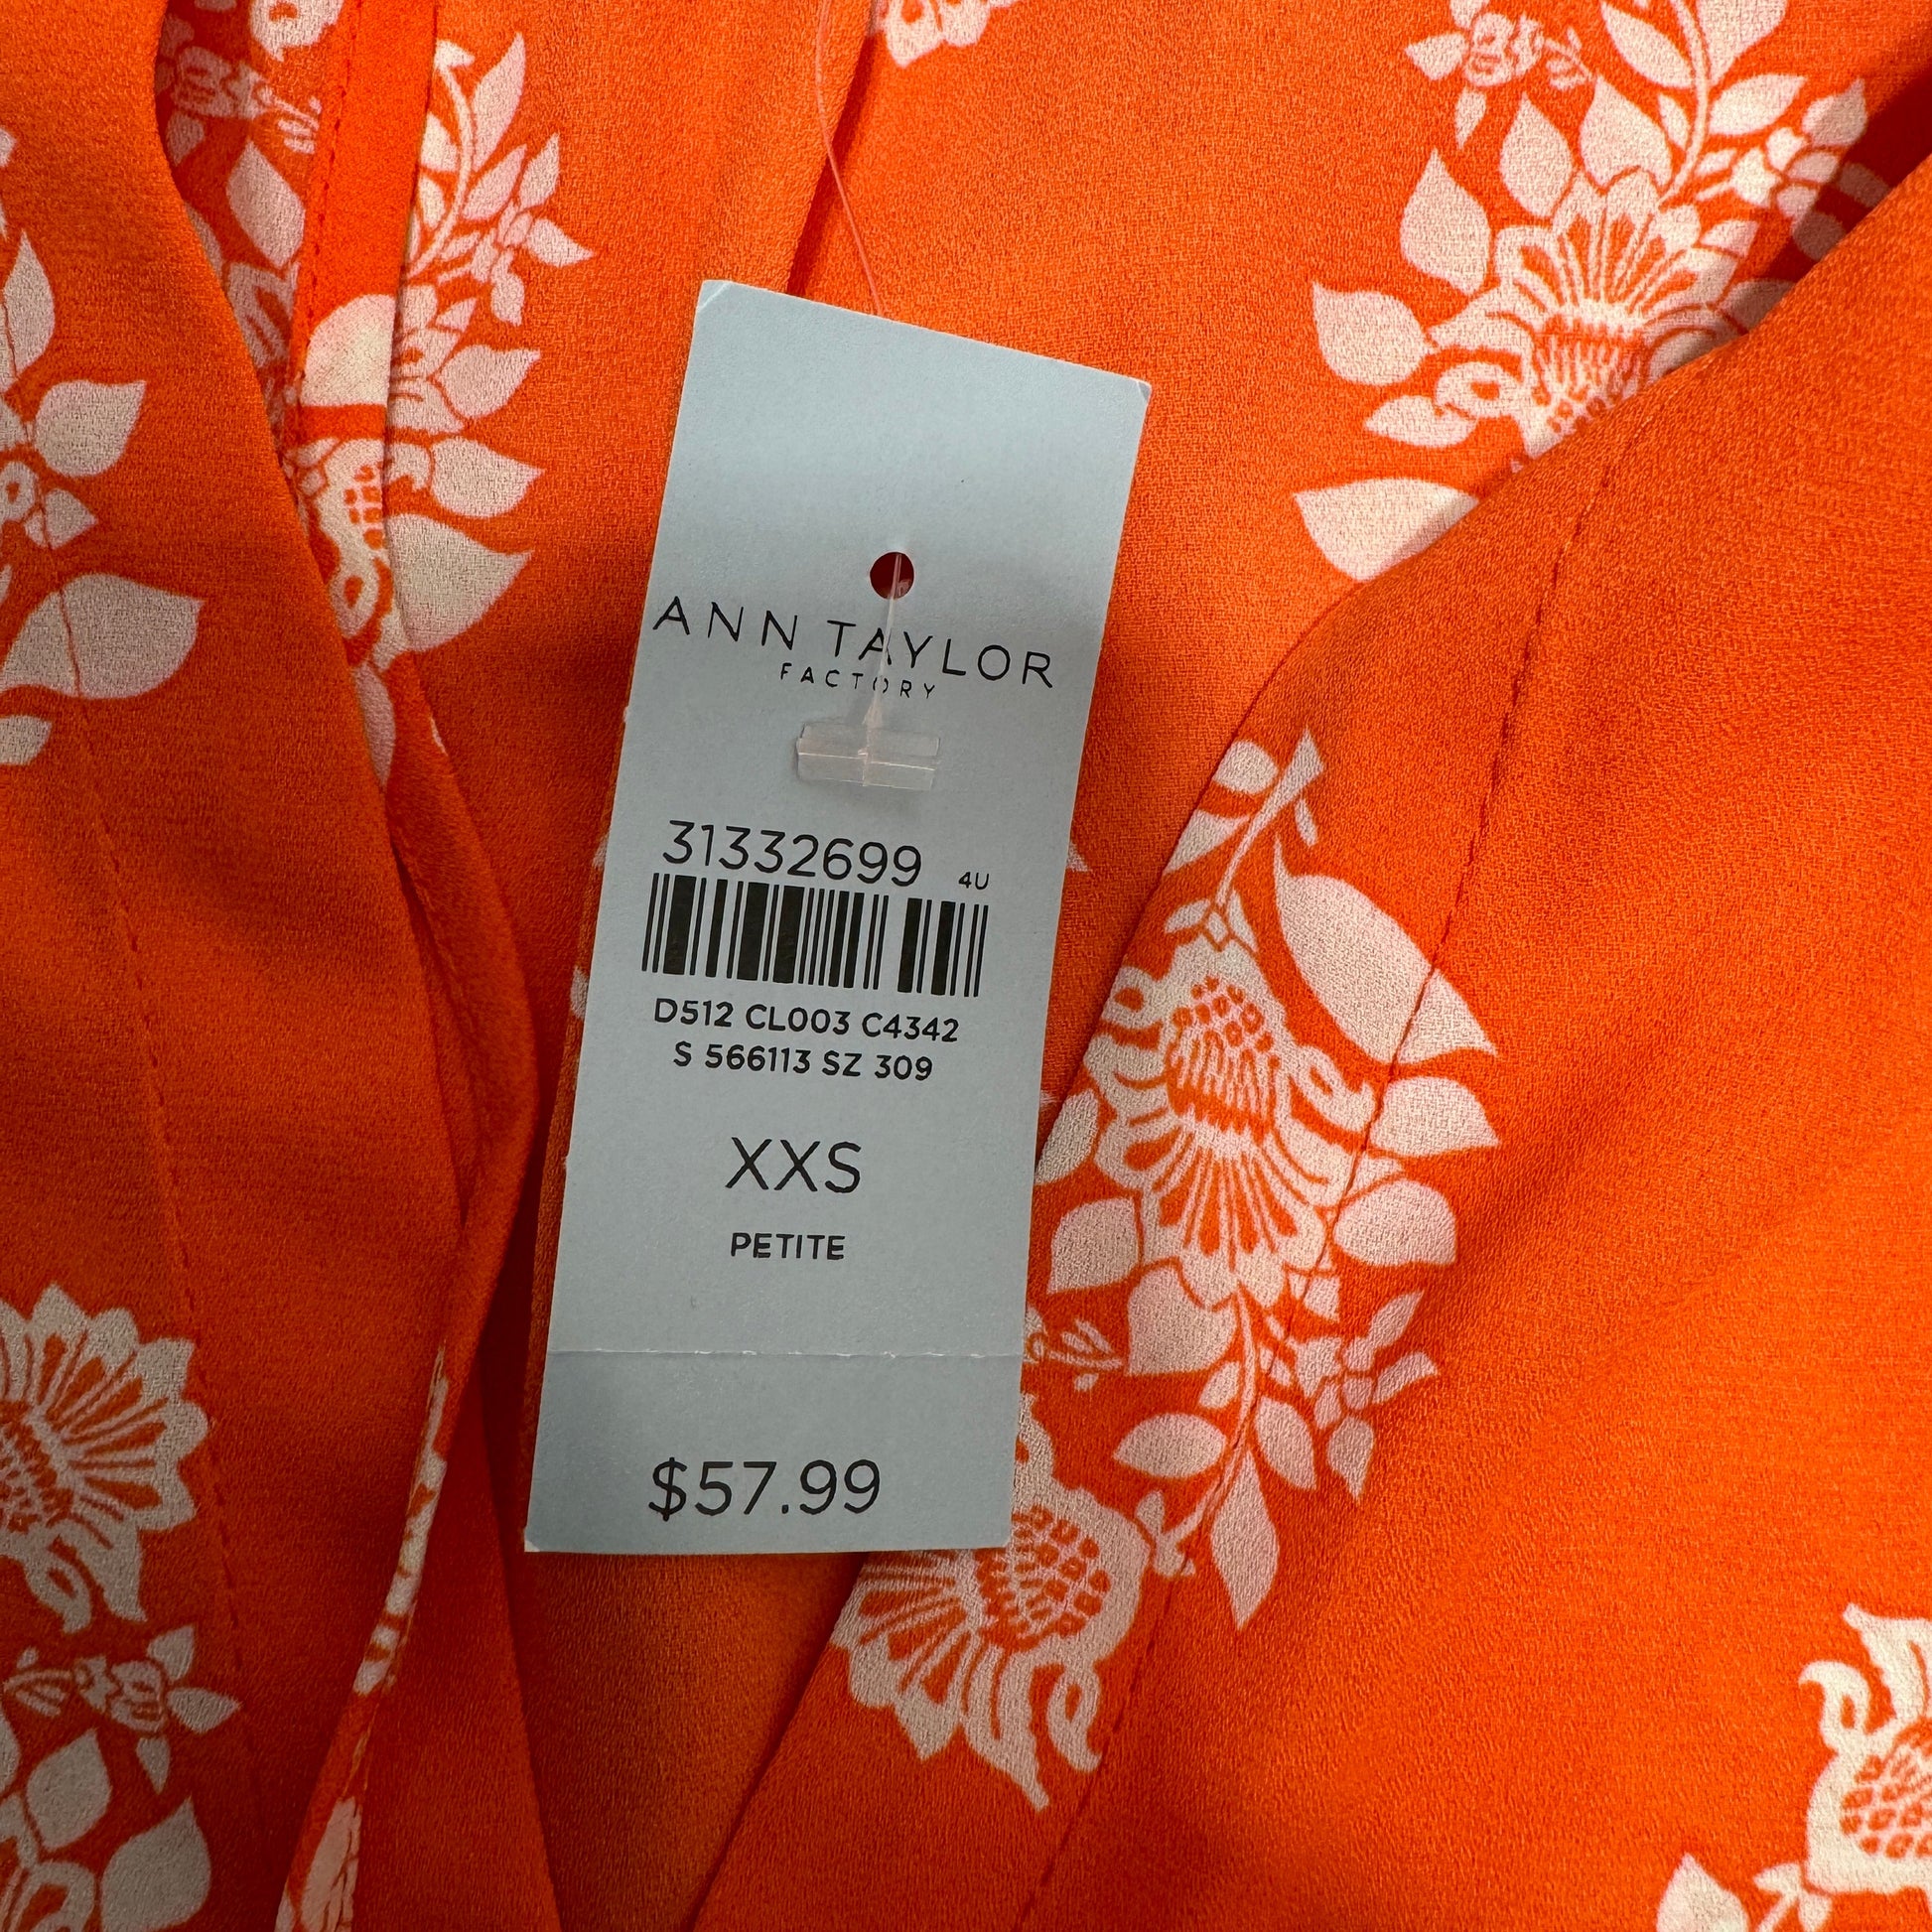 ANN TAYLOR
FACTORY
31332699 4U
D512 CL003 C4342
S 566113 SZ 309
XXS
PETITE
$57.99